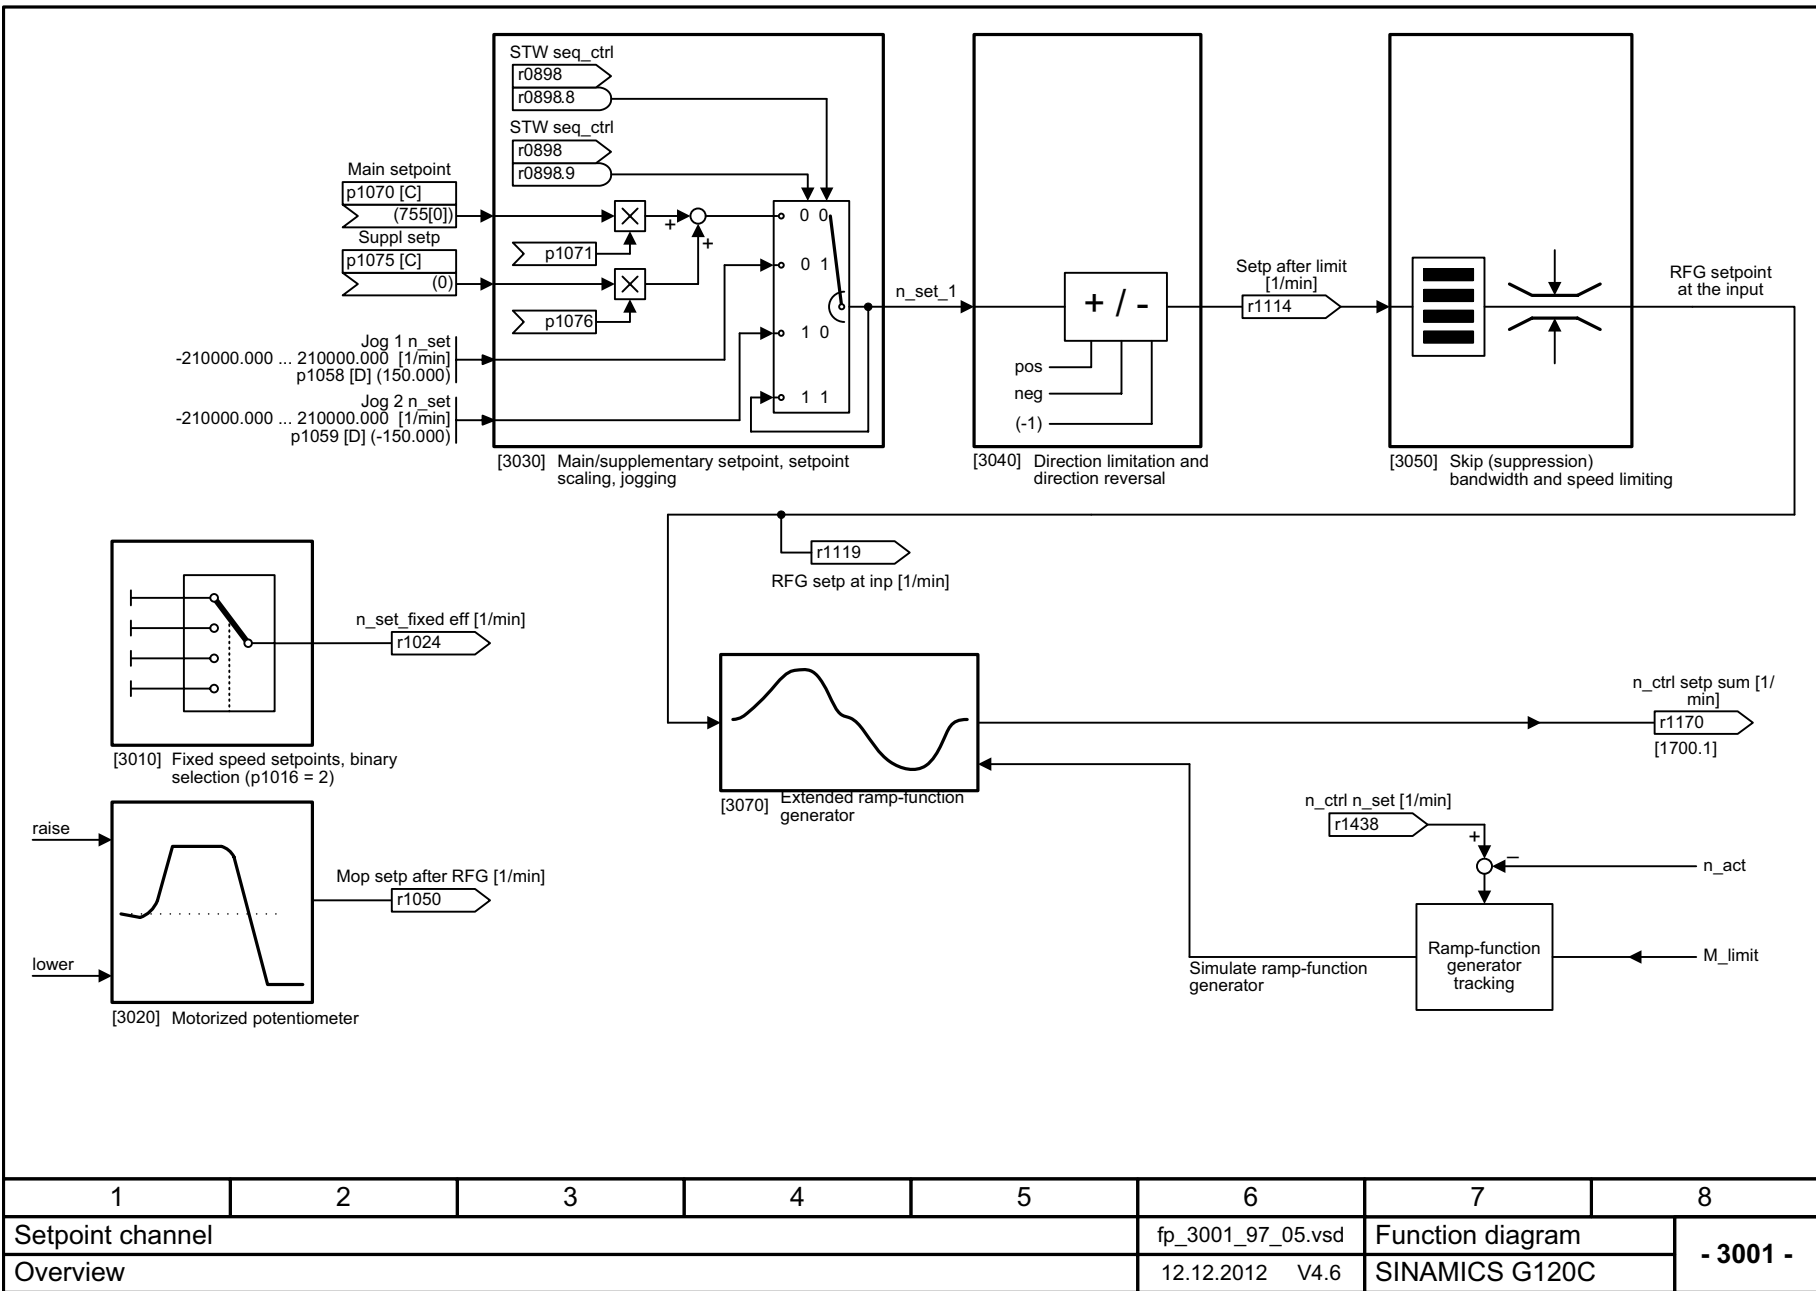 STW seq_ctrl
r0898
r0898.8
STW seq_ctrl
r0898
r0898.9
Main setpoint
p1070 [C]
(755[0])
Suppl setp
p1075 [C]
(0)
p1071
p1076
+
+
0 0
0 1
1 0
1 1
Jog 1 n_set
-210000.000 ... 210000.000 [1/min]
p1058 [D] (150.000)
Jog 2 n_set
-210000.000 ... 210000.000 [1/min]
p1059 [D] (-150.000)
[3030] Main/supplementary setpoint, setpoint
scaling, jogging
n_set_1
+ / -
pos
neg
(-1)
[3040] Direction limitation and
direction reversal
Setp after limit
[1/min]
r1114
[3050] Skip (suppression)
bandwidth and speed limiting
RFG setpoint
at the input
r1119
RFG setp at inp [1/min]
n_set_fixed eff [1/min]
r1024
[3010] Fixed speed setpoints, binary
selection (p1016 = 2)
raise
lower
Mop setp after RFG [1/min]
r1050
[3020] Motorized potentiometer
[3070] Extended ramp-function
generator
n_ctrl setp sum [1/
min]
r1170
[1700.1]
n_ctrl n_set [1/min]
r1438
+
–
n_act
Ramp-function
generator
tracking
M_limit
Simulate ramp-function
generator
1 2 3 4 5 6 7 8
Setpoint channel
fp_3001_97_05.vsd
Function diagram
- 3001 -
Overview
12.12.2012 V4.6
SINAMICS G120C